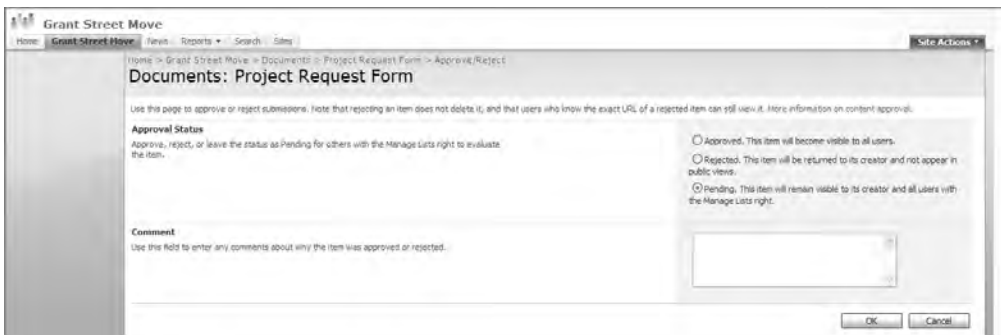 Grant Street Move
Home Grant Street Move News Reports Search Sites
Site Actions
Home > Grant Street Move > Documents > Project Request Form > Approve/Reject
Documents: Project Request Form
Use this page to approve or reject submissions. Note that rejecting an item does not delete it, and that users who know the exact URL of a rejected item can still view it. More information on content approval.
Approval Status
Approve, reject, or leave the status as Pending for others with the Manage Lists right to evaluate
the item.
Approved. This item will become visible to all users.
Rejected. This item will be returned to its creator and not appear in
public views.
Pending. This item will remain visible to its creator and all users with
the Manage Lists right.
Comment
Use this field to enter any comments about why the item was approved or rejected.
OK Cancel